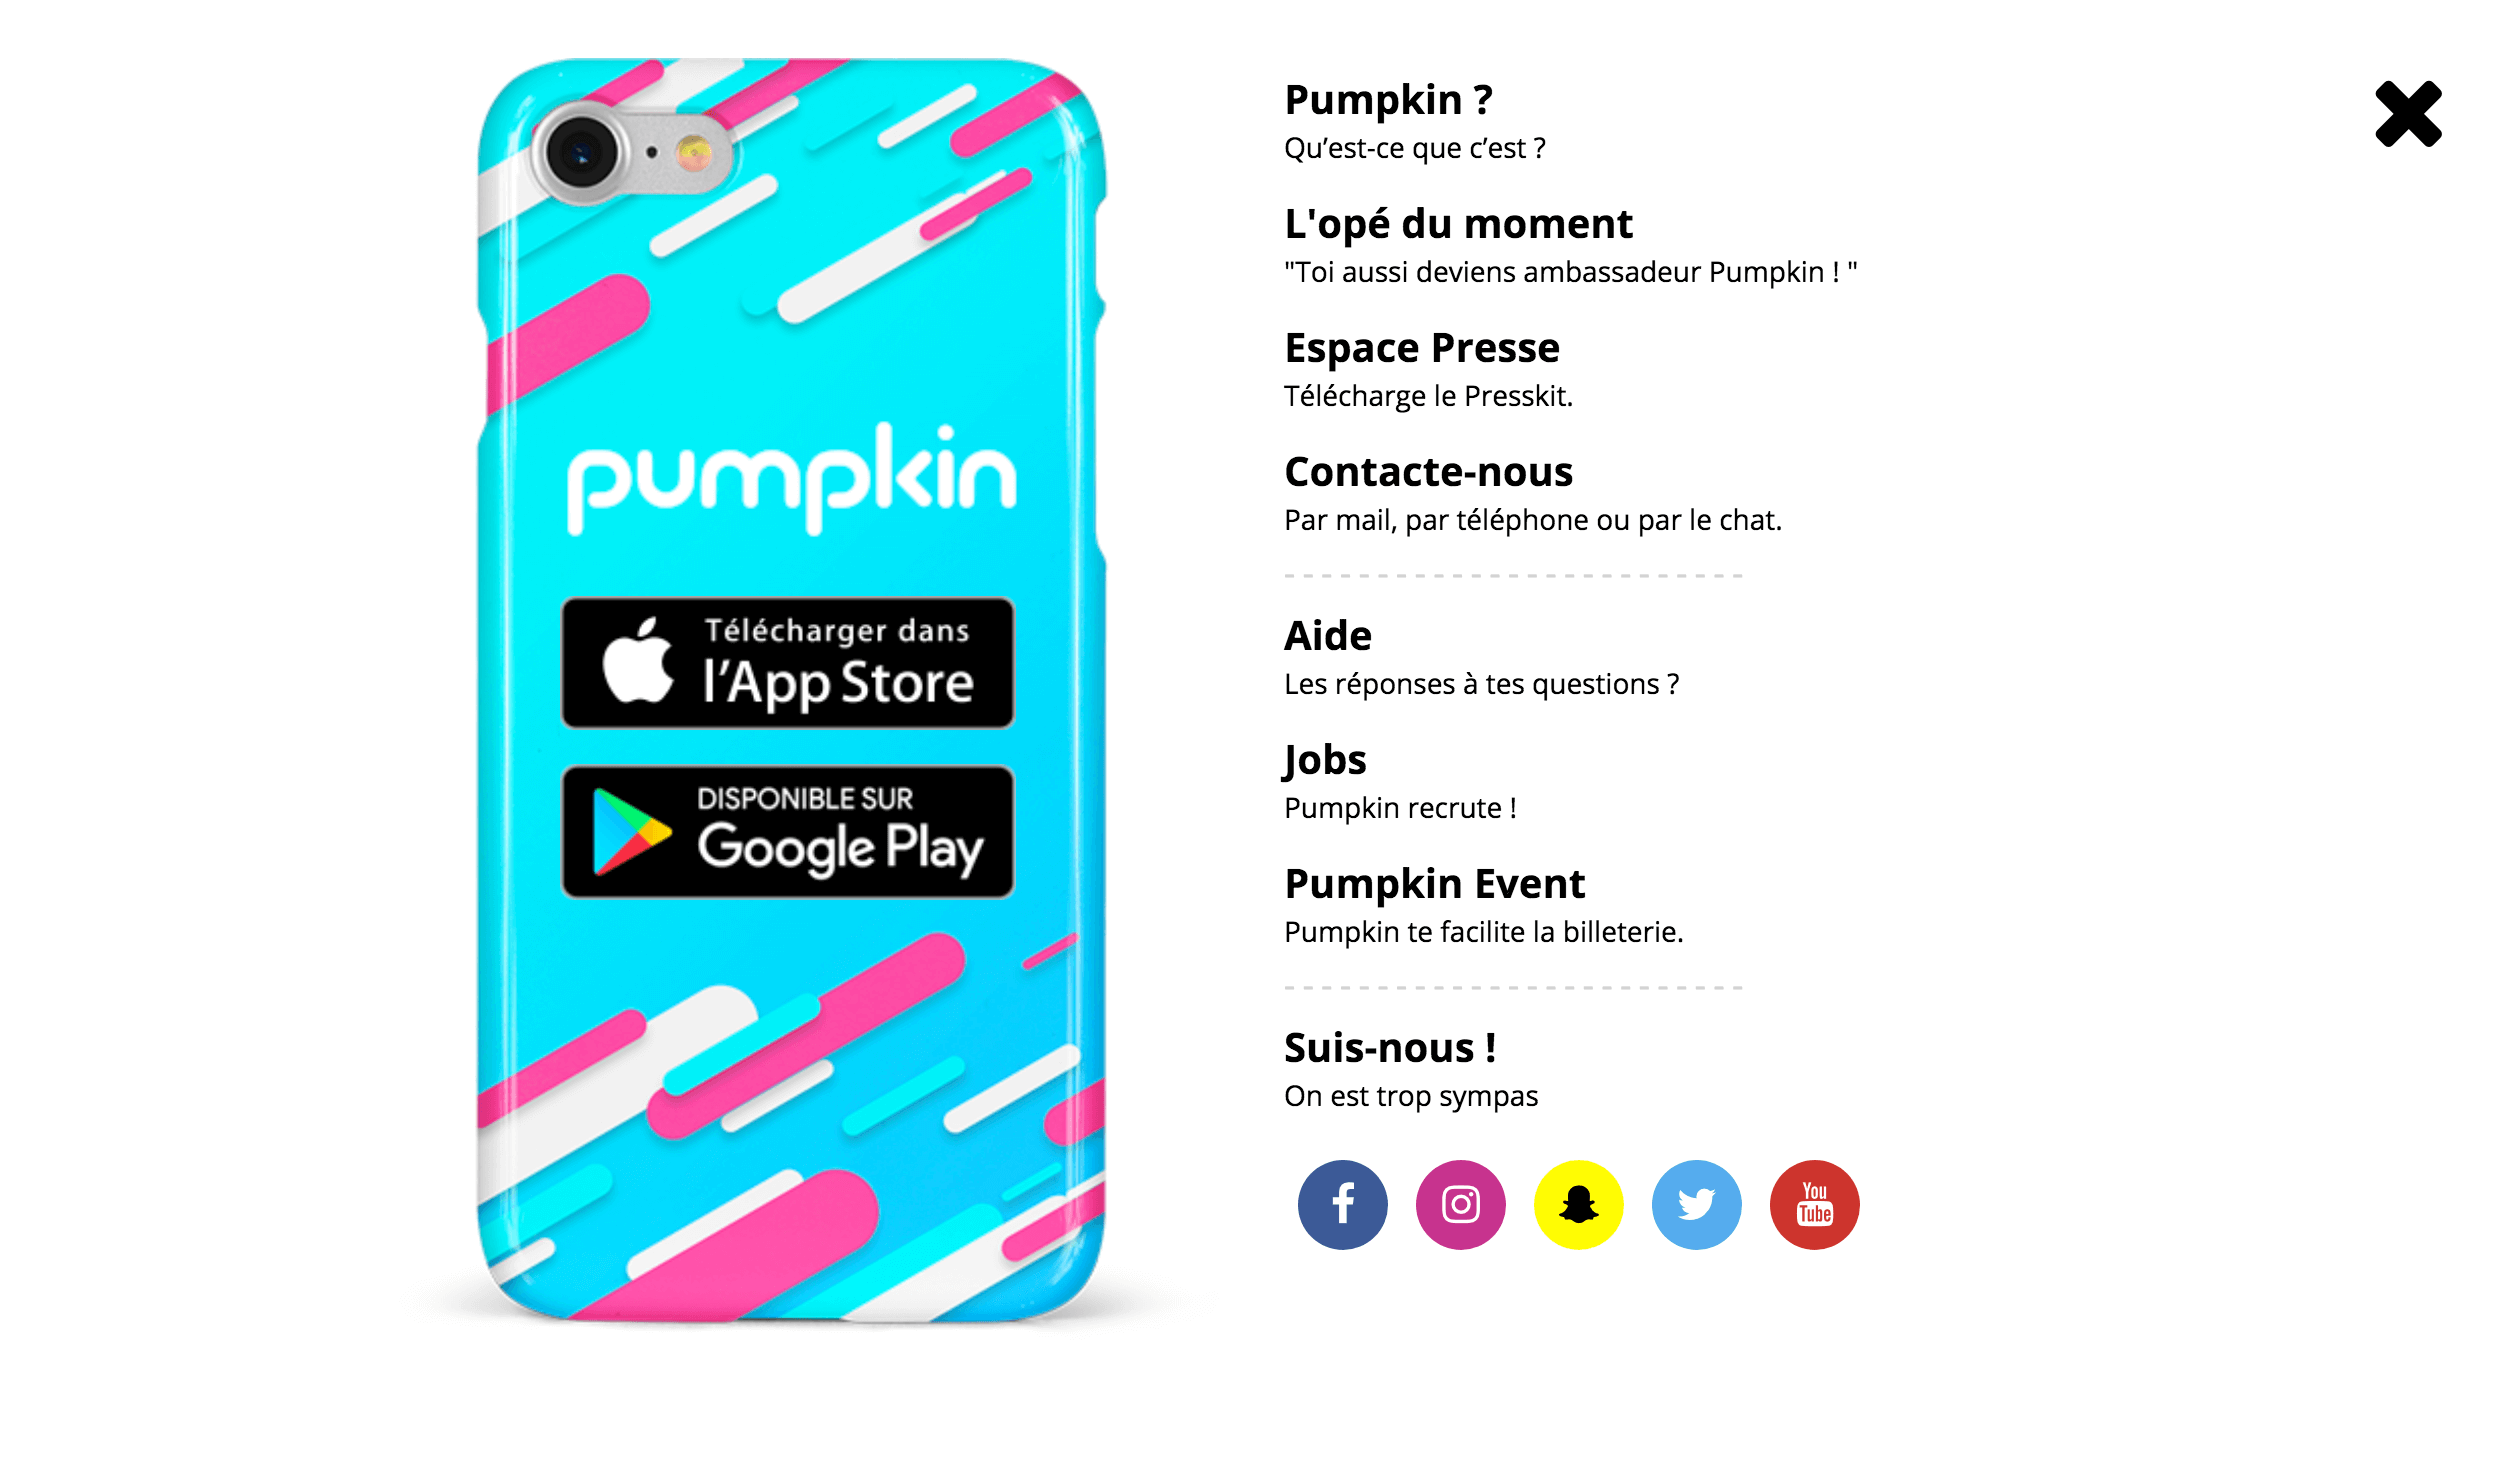 pumpkin
Télécharger dans
l’App Store
DISPONIBLE SUR
Google Play
Pumpkin ?
Qu’est-ce que c’est ?
L'opé du moment
"Toi aussi deviens ambassadeur Pumpkin ! "
Espace Presse
Télécharge le Presskit.
Contacte-nous
Par mail, par téléphone ou par le chat.
Aide
Les réponses à tes questions ?
Jobs
Pumpkin recrute !
Pumpkin Event
Pumpkin te facilite la billeterie.
Suis-nous !
On est trop sympas
You
Tube